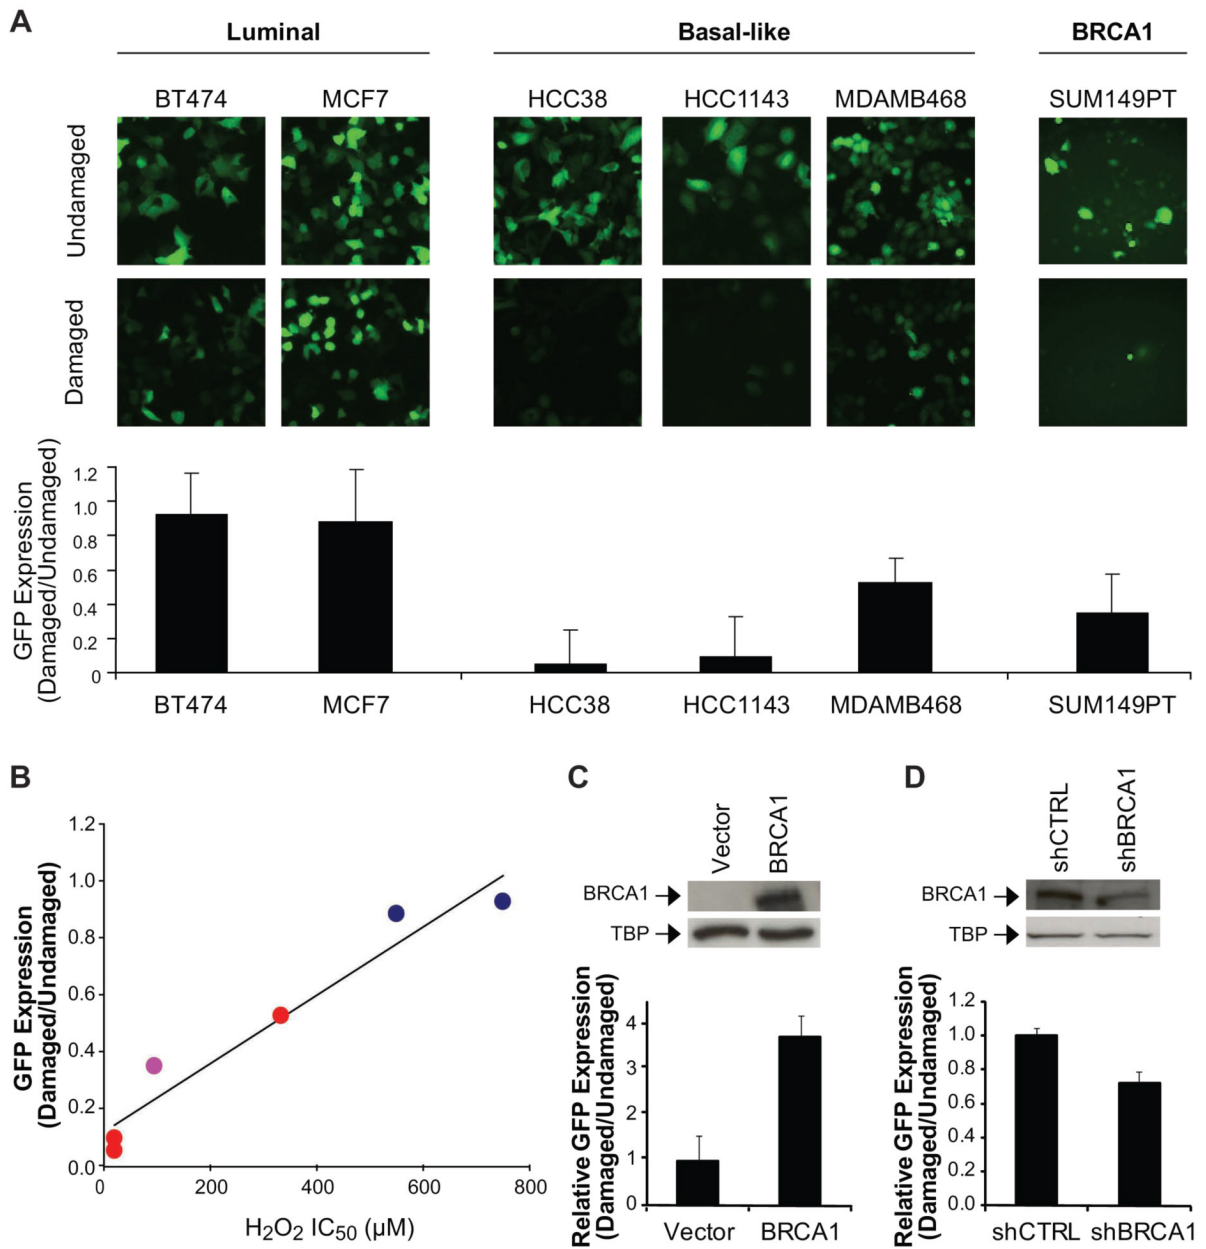 A
Luminal
Basal-like
BRCA1
BT474
MCF7
HCC38
HCC1143
MDAMB468
SUM149PT
Undamaged
Damaged
GFP Expression
(Damaged/Undamaged)
1.2
1.0
0.8
0.6
0.4
0.2
0
BT474
MCF7
HCC38
HCC1143
MDAMB468
SUM149PT
B
GFP Expression
(Damaged/Undamaged)
1.2
1.0
0.8
0.6
0.4
0.2
0.0
0
200
400
600
800
H₂O₂ IC₅₀ (µM)
C
Vector
BRCA1
BRCA1
TBP
Relative GFP Expression
(Damaged/Undamaged)
4
3
2
1
0
Vector
BRCA1
D
shCTRL
shBRCA1
BRCA1
TBP
Relative GFP Expression
(Damaged/Undamaged)
1.2
1.0
0.8
0.6
0.4
0.2
0.0
shCTRL
shBRCA1